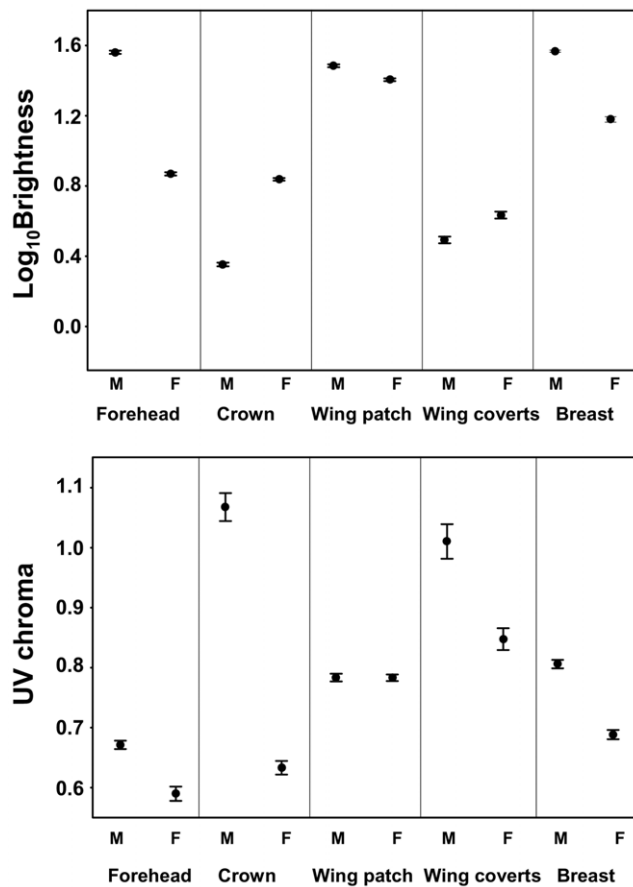 Log10Brightness
1.6
1.2
0.8
0.4
0.0
M F M F M F M F M F
Forehead Crown Wing patch Wing coverts Breast
UV chroma
1.1
1.0
0.9
0.8
0.7
0.6
M F M F M F M F M F
Forehead Crown Wing patch Wing coverts Breast